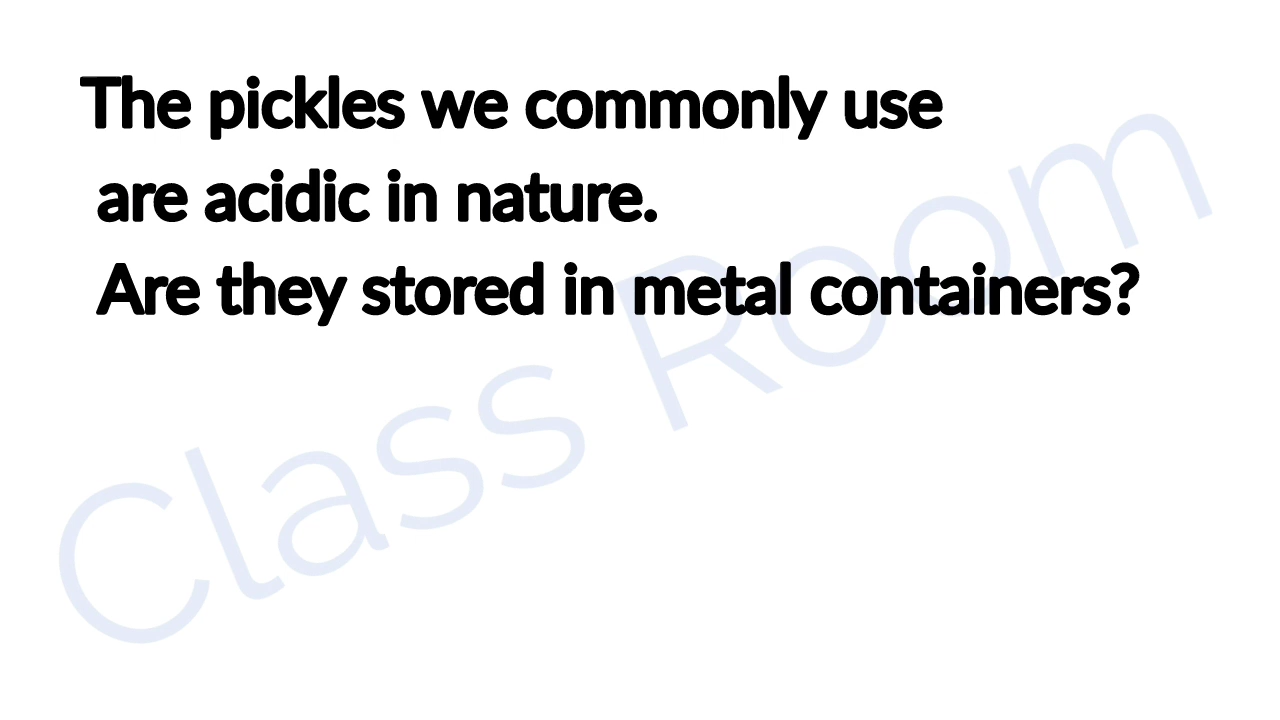 The pickles we commonly use
are acidic in nature.
Are they stored in metal containers?
Class Room